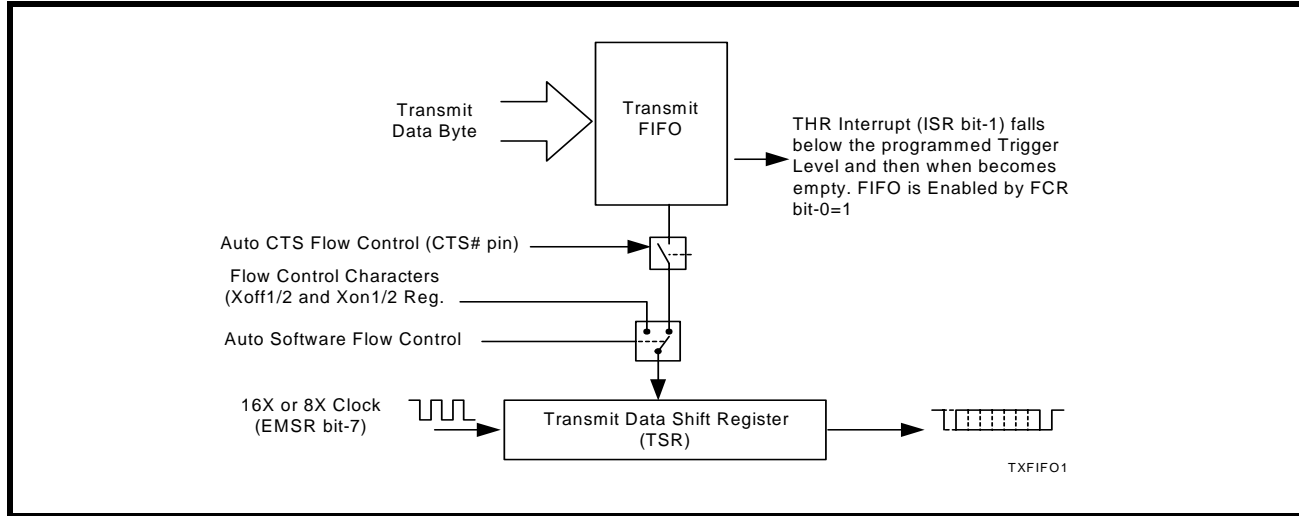 Transmit
Data Byte
Transmit
FIFO
THR Interrupt (ISR bit-1) falls
below the programmed Trigger
Level and then when becomes
empty. FIFO is Enabled by FCR
bit-0=1
Auto CTS Flow Control (CTS# pin)
Flow Control Characters
(Xoff1/2 and Xon1/2 Reg.
Auto Software Flow Control
16X or 8X Clock
(EMSR bit-7)
Transmit Data Shift Register
(TSR)
TXFIFO1